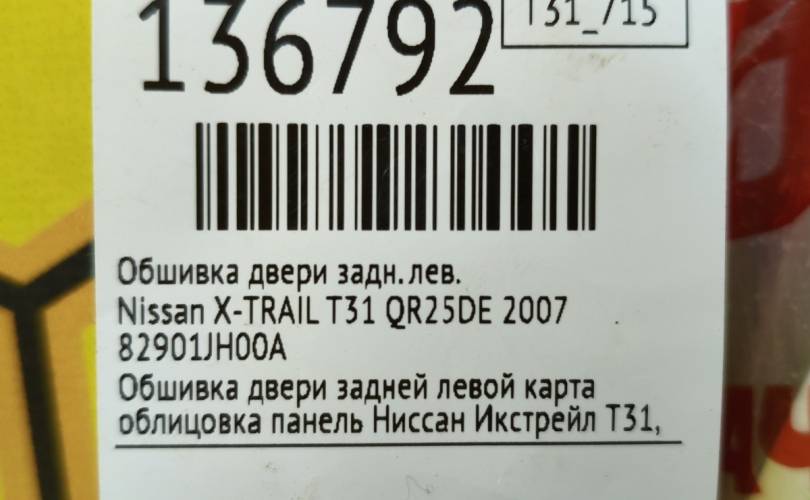 136792
T31_715
Обшивка двери задн.лев.
Nissan X-TRAIL T31 QR25DE 2007
82901JH00A
Обшивка двери задней левой карта
облицовка панель Ниссан Икстрейл Т31,